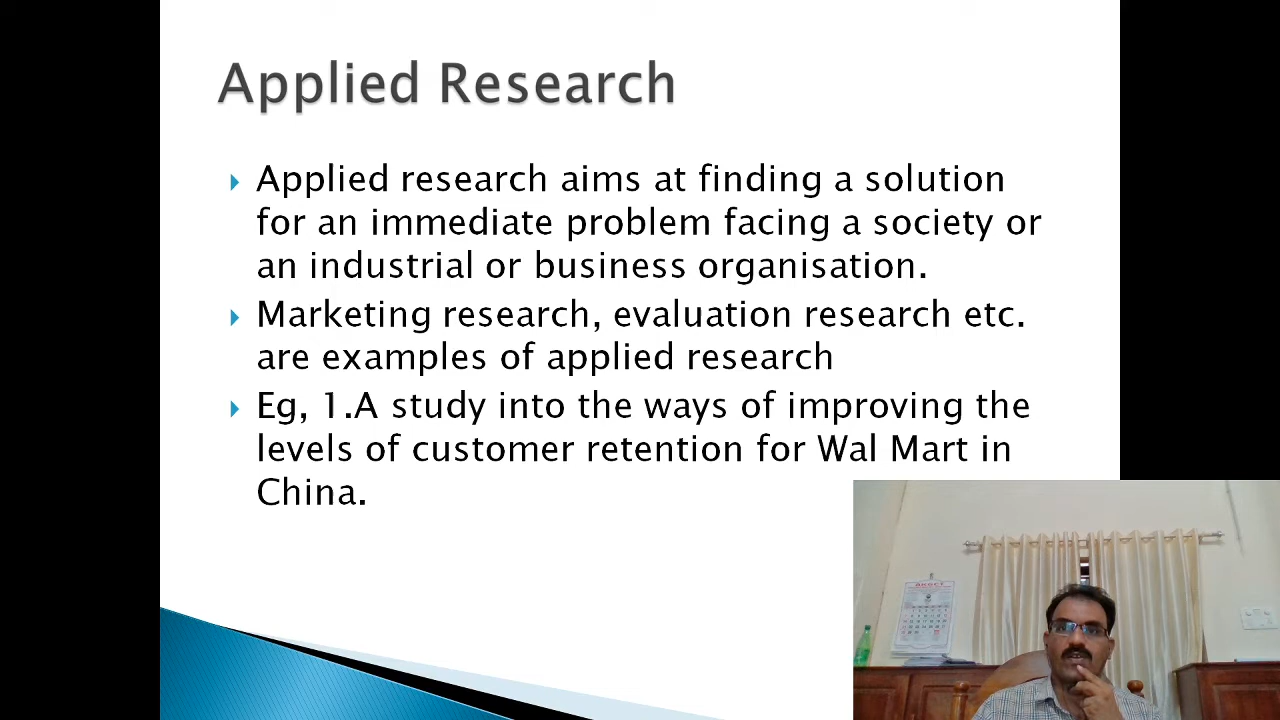 Applied Research
Applied research aims at finding a solution
for an immediate problem facing a society or
an industrial or business organisation.
Marketing research, evaluation research etc.
are examples of applied research
Eg, 1.A study into the ways of improving the
levels of customer retention for Wal Mart in
China.